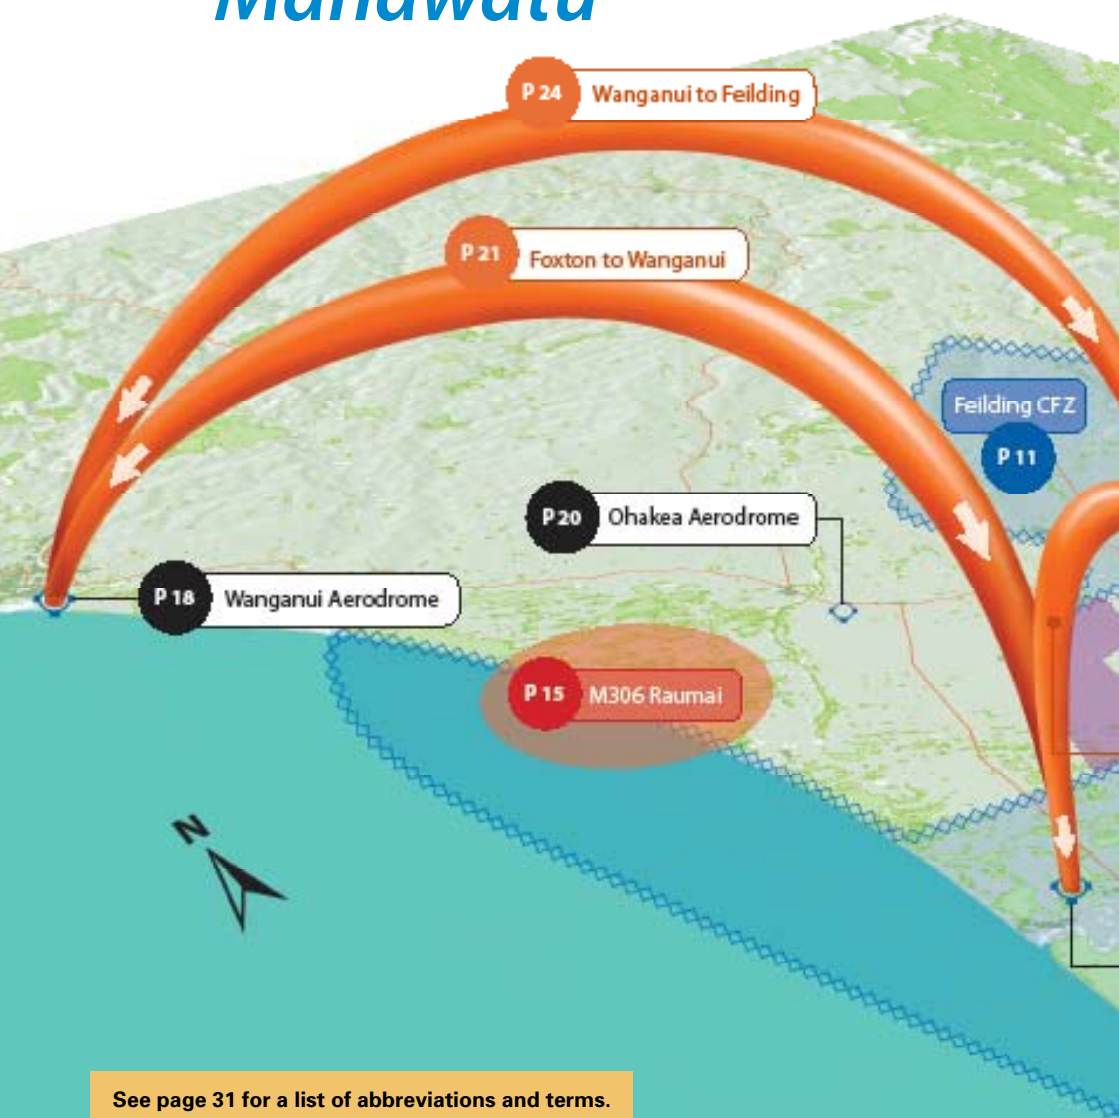 P 24 Wanganui to Feilding
P 21 Foxton to Wanganui
Feilding CFZ
P 11
P 20 Ohakea Aerodrome
P 18 Wanganui Aerodrome
P 15 M306 Raumai
N
See page 31 for a list of abbreviations and terms.